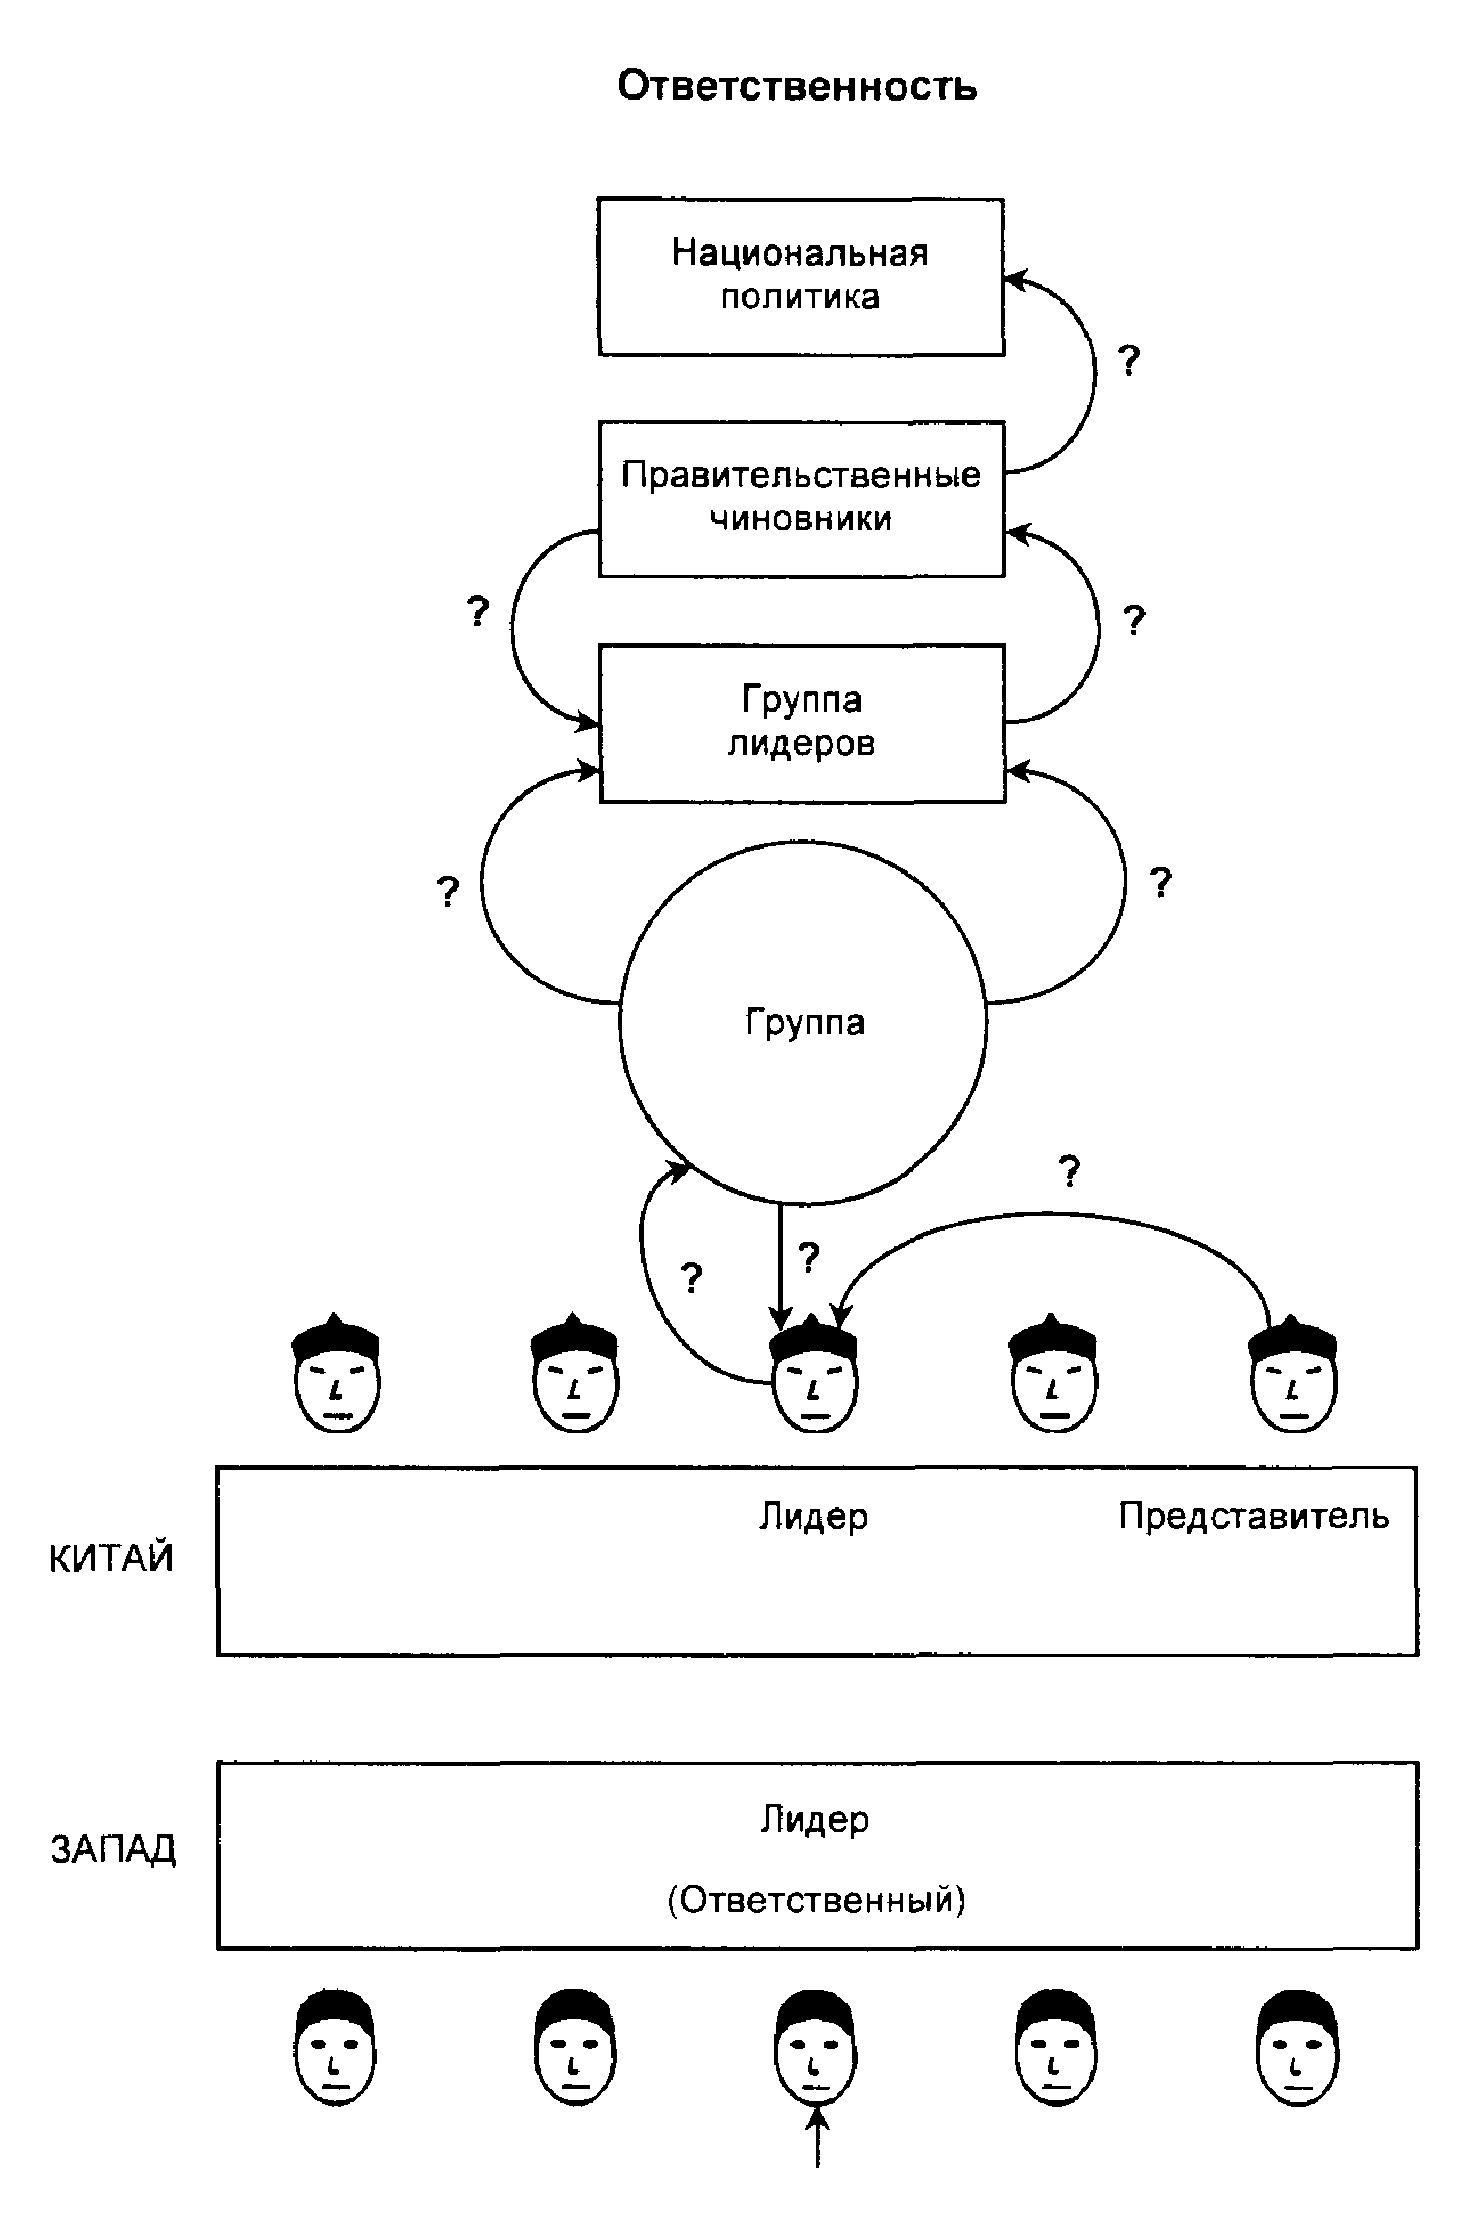 Ответственность
Национальная
политика
?
Правительственные
чиновники
?
?
Группа
лидеров
?
?
Группа
?
?
?
Лидер
Представитель
КИТАЙ
Лидер
ЗАПАД
(Ответственный)